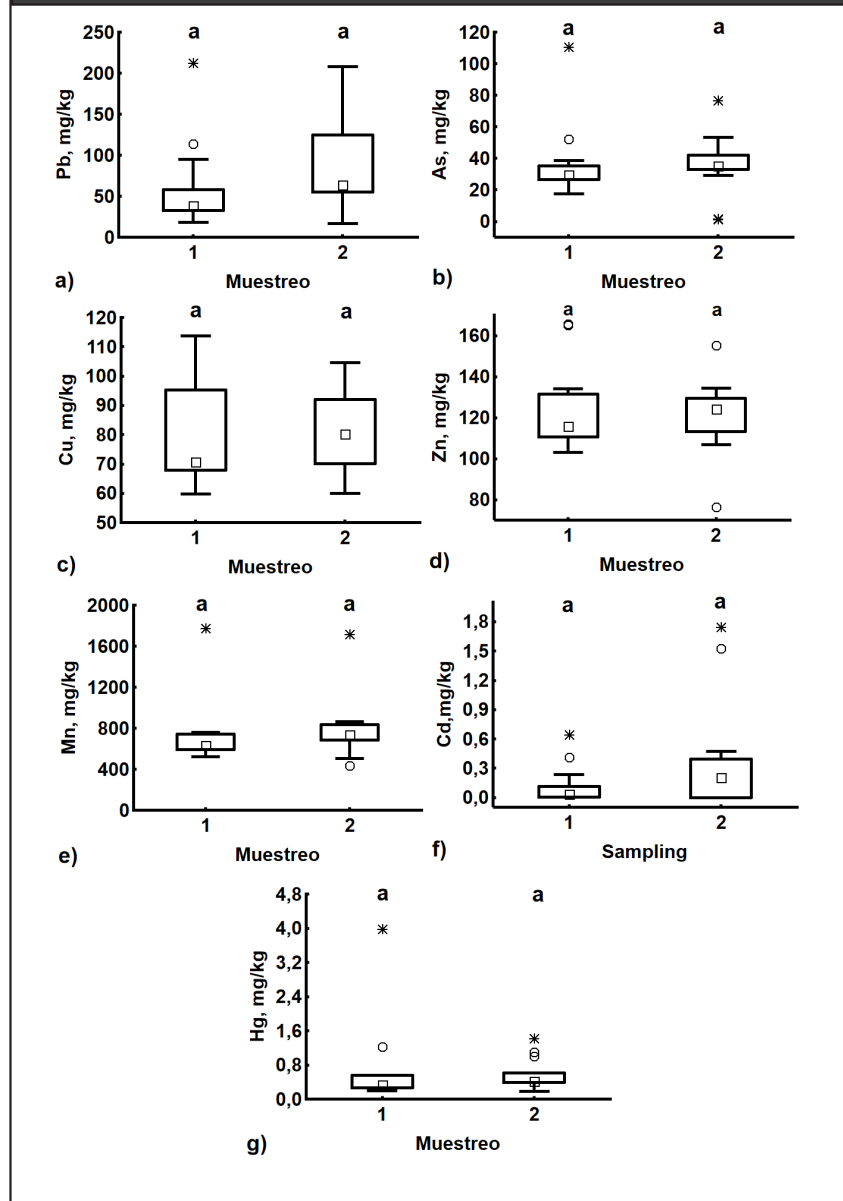 a a
250
200
150
100
50
0
Pb, mg/kg
1 2
a) Muestreo
a a
120
100
80
60
40
20
0
As, mg/kg
1 2
b) Muestreo
a a
120
110
100
90
80
70
60
50
Cu, mg/kg
1 2
c) Muestreo
a a
160
140
120
100
80
Zn, mg/kg
1 2
d) Muestreo
a a
2000
1600
1200
800
400
0
Mn, mg/kg
1 2
e) Muestreo
a a
1,8
1,5
1,2
0,9
0,6
0,3
0,0
Cd,mg/kg
1 2
f) Sampling
a a
4,8
4,0
3,2
2,4
1,6
0,8
0,0
Hg, mg/kg
1 2
g) Muestreo